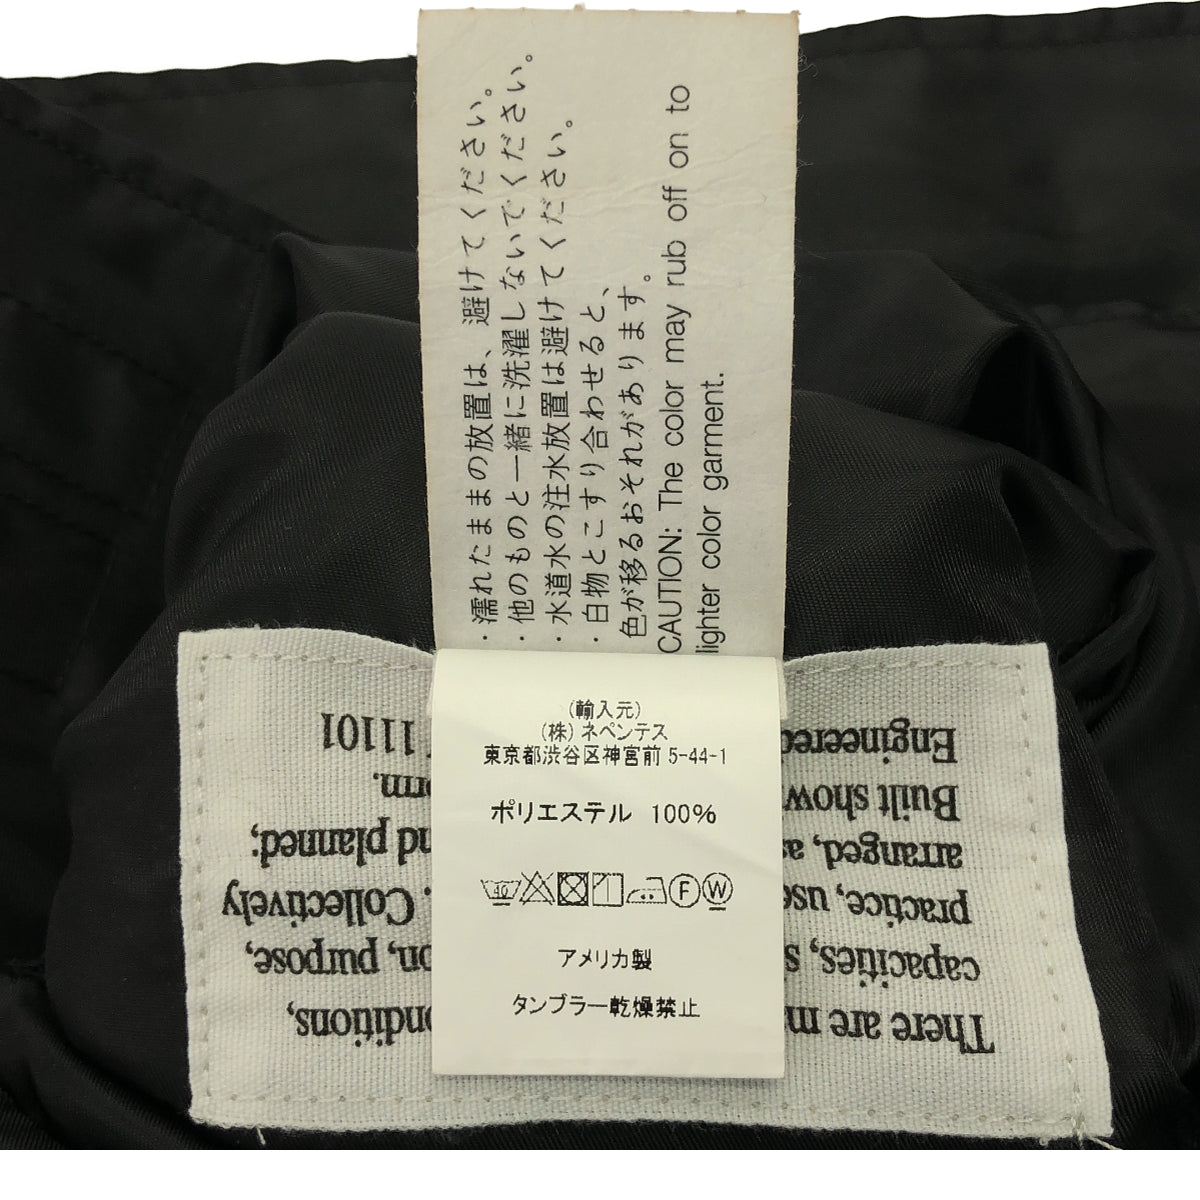 ・濡れたままの放置は、避けてください。
・他のものと一緒に洗濯しないでください。
・水道水の注水放置は避けてください。
・白物とこすり合わせると、
色が移るおそれがあります。
CAUTION: The color may rub off on to
lighter color garment.
(輸入元)
(株) ネペンテス
東京都渋谷区神宮前 5-44-1
ポリエステル 100%
40 F W
アメリカ製
タンブラー乾燥禁止
There are conditions,
capacities, purpose,
practice, Collectively
arranged, planned;
Built
Engineered 11101